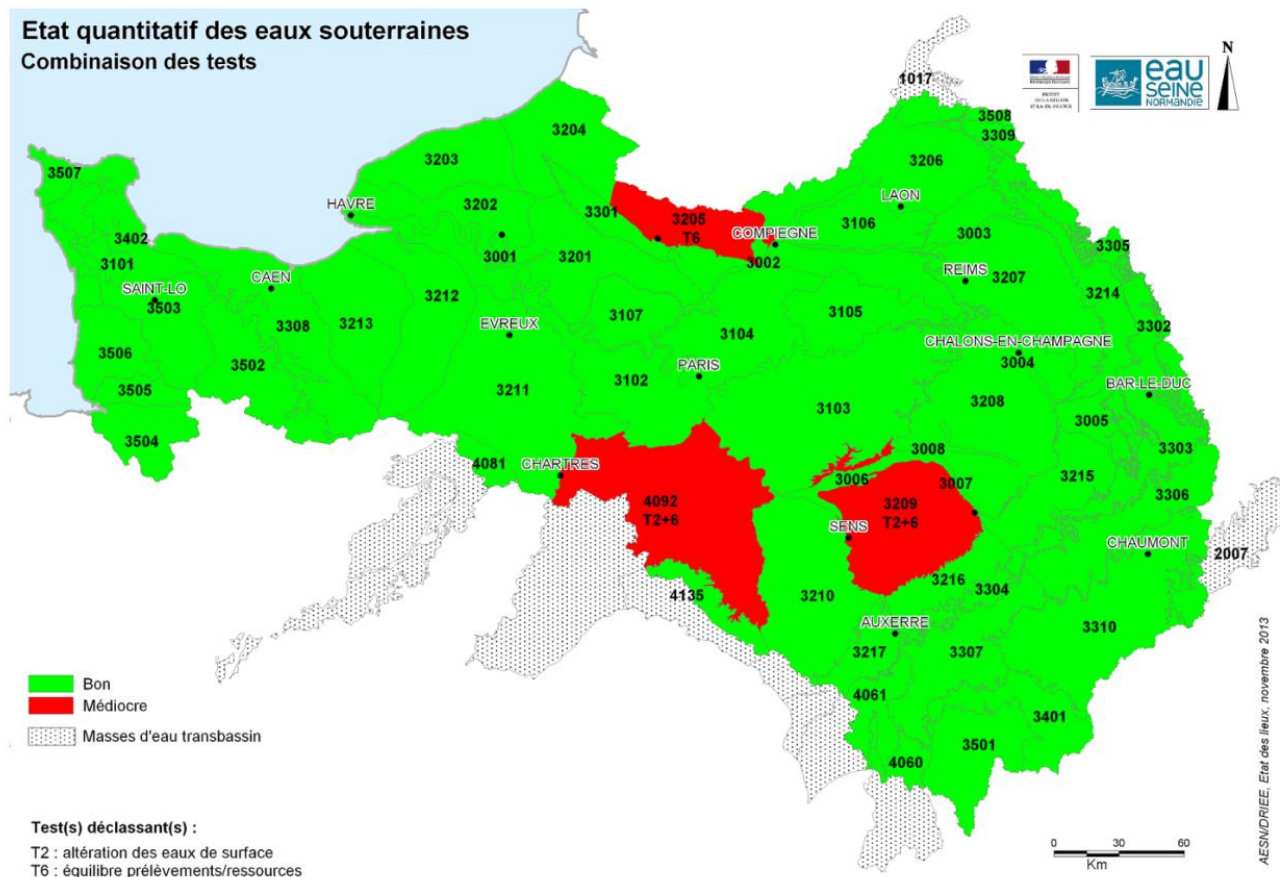 Etat quantitatif des eaux souterraines
Combinaison des tests
N
eau
SEINE
NORMANDIE
1017
3508
3309
3204
3203
3206
3507
LAON
HAVRE
3202
3301
3205
T6
3106
3003
3402
3001
3201
COMPIEGNE
3002
3305
3101
CAEN
REIMS
3207
SAINT-LO
3503
3212
3214
3308
3213
3107
3105
3302
EVREUX
3104
CHALONS-EN-CHAMPAGNE
3004
3506
3502
PARIS
3505
3211
3102
BAR-LE-DUC
3103
3208
3005
3504
3008
3303
4081
CHARTRES
3006
3007
3215
3306
4092
T2+6
3209
T2+6
SENS
CHAUMONT
2007
4135
3210
3216
3304
AUXERRE
3217
3307
3310
4061
3401
3501
4060
Bon
Médiocre
Masses d'eau transbassin
Test(s) déclassant(s) :
T2 : altération des eaux de surface
T6 : équilibre prélèvements/ressources
0 30 60
Km
AESN/DRIEE, Etat des lieux, novembre 2013